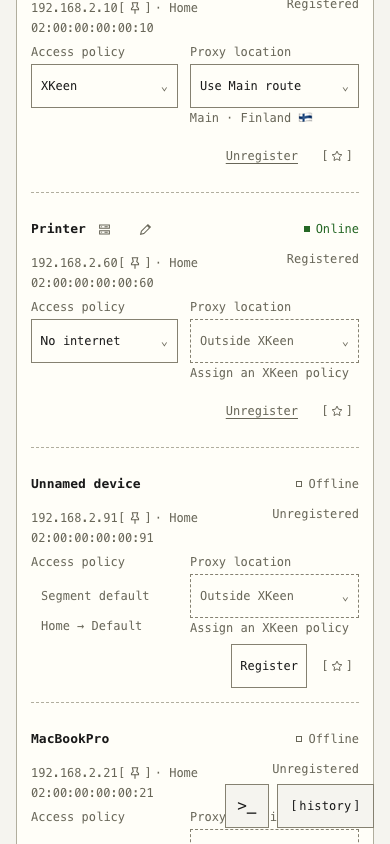 192.168.2.10[ ]· Home
Registered
02:00:00:00:00:10
Access policy
Proxy location
XKeen
Use Main route
Main · Finland 🇫🇮
Unregister
[☆]
Printer
Online
192.168.2.60[ ]· Home
Registered
02:00:00:00:00:60
Access policy
Proxy location
No internet
Outside XKeen
Assign an XKeen policy
Unregister
[☆]
Unnamed device
Offline
192.168.2.91[ ]· Home
Unregistered
02:00:00:00:00:91
Access policy
Proxy location
Segment default
Outside XKeen
Home → Default
Assign an XKeen policy
Register
[☆]
MacBookPro
Offline
192.168.2.21[ ]· Home
Unregistered
02:00:00:00:00:21
>_
[history]
Access policy